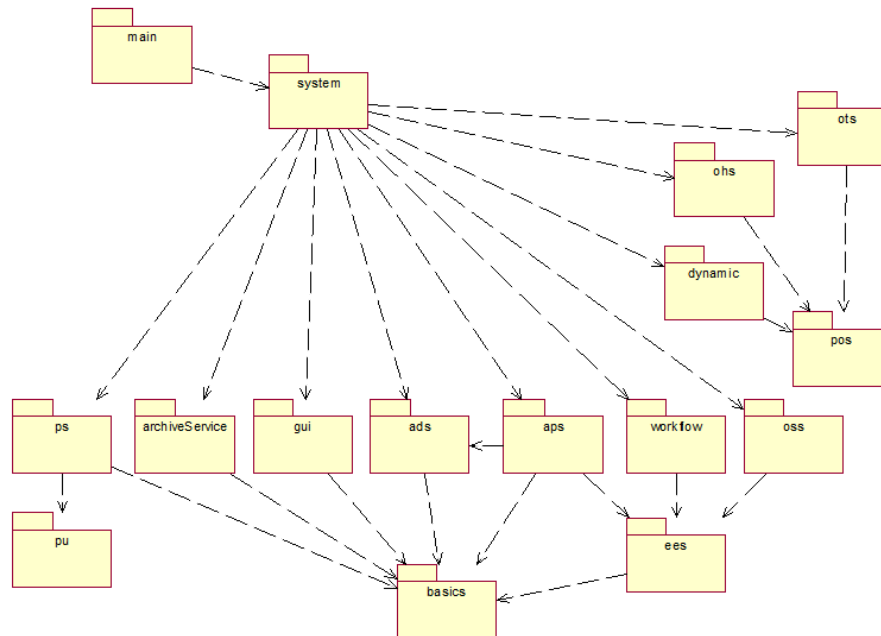 main
system
ots
ohs
dynamic
pos
ps
archiveService
gui
ads
aps
workflow
oss
pu
ees
basics